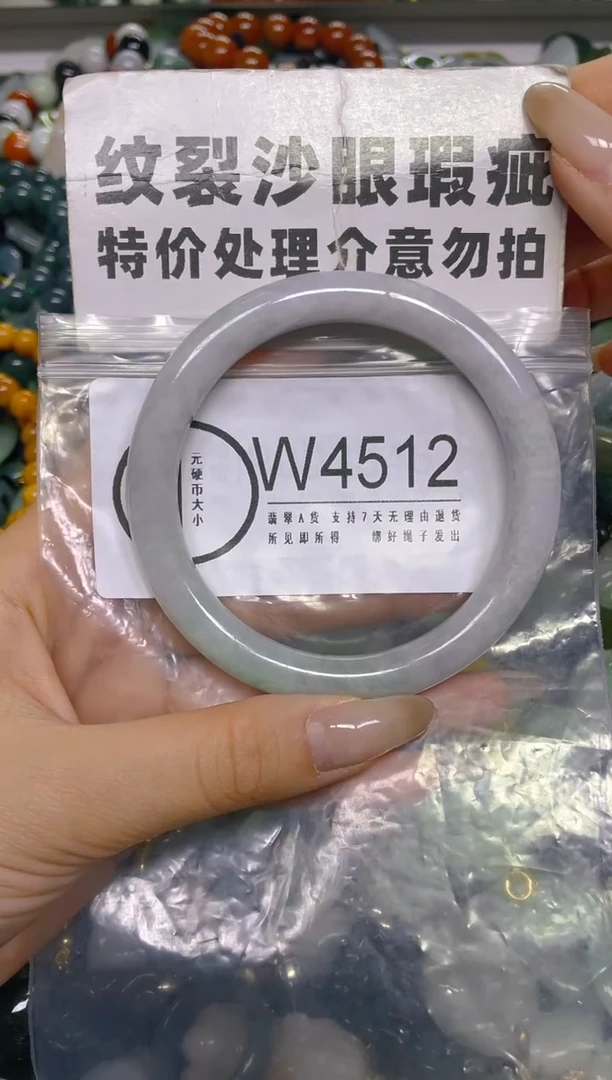 纹裂沙眼瑕疵
特价处理介意勿拍
元硬币大小
W4512
翡翠A货 支持7天无理由退货
所见即所得 绑好绳子发出